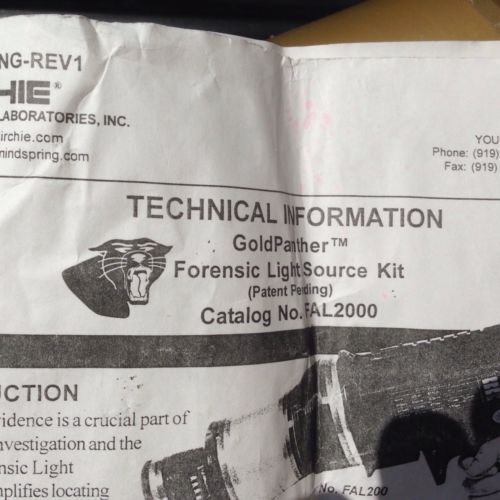 NG-REV1
HIE®
LABORATORIES, INC.
irchie.com
mindspring.com
YOU
Phone: (919)
Fax: (919)
TECHNICAL INFORMATION
GoldPanther™
Forensic Light Source Kit
(Patent Pending)
Catalog No. FAL2000
UCTION
vidence is a crucial part of
nvestigation and the
nsic Light
mplifies locating
No. FAL200